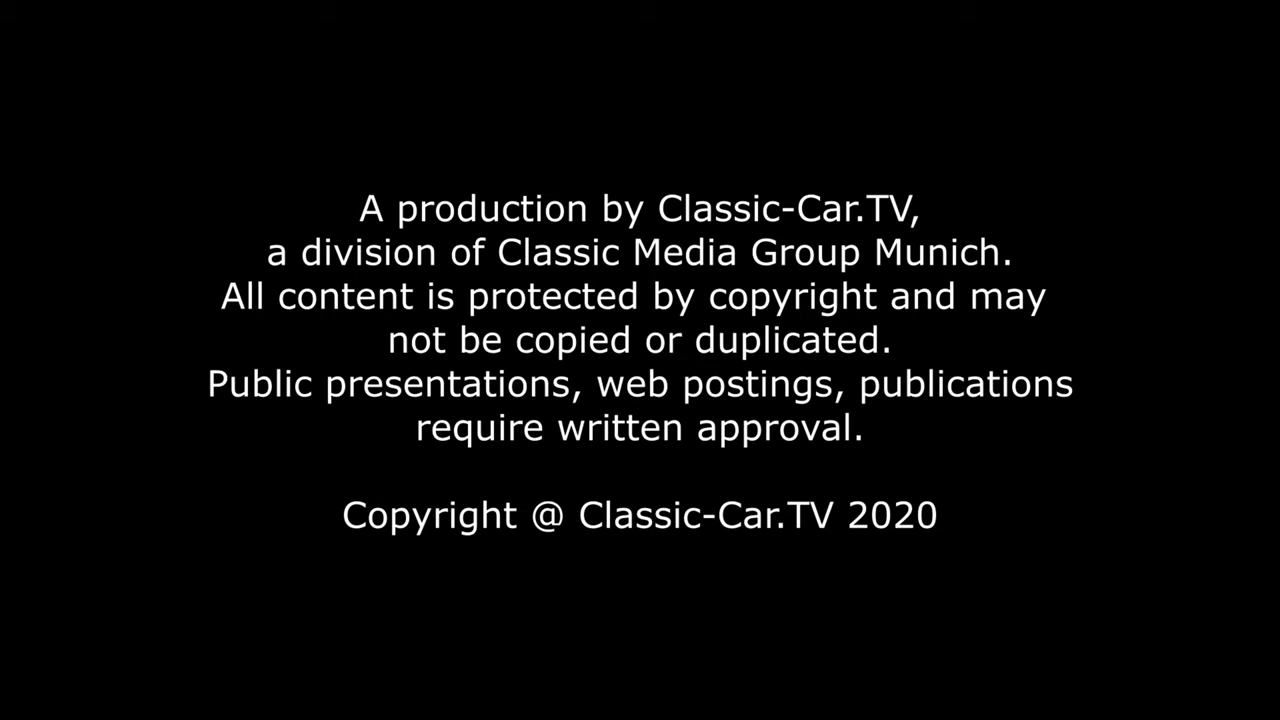 A production by Classic-Car.TV,
a division of Classic Media Group Munich.
All content is protected by copyright and may
not be copied or duplicated.
Public presentations, web postings, publications
require written approval.
Copyright @ Classic-Car.TV 2020